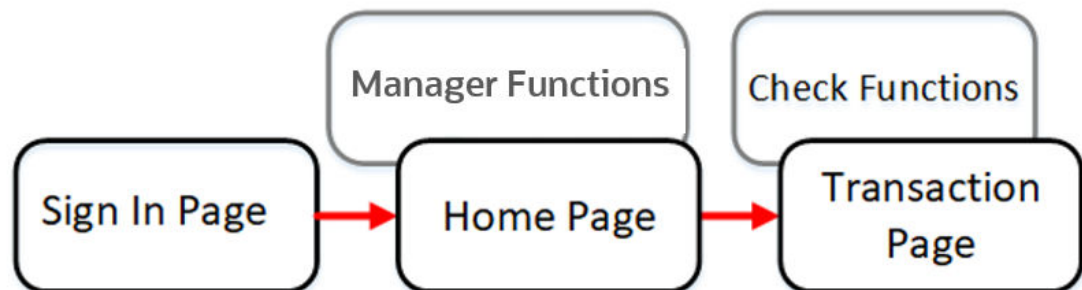 Manager Functions
Check Functions
Sign In Page
Home Page
Transaction
Page